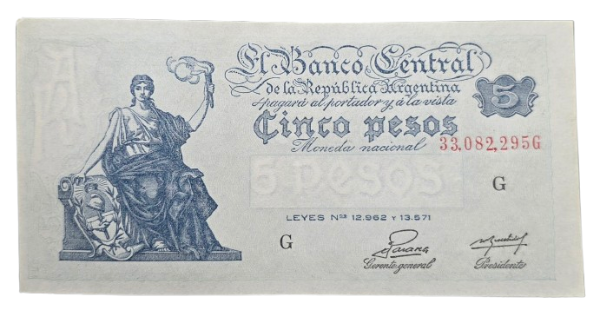 El Banco Central
de la República Argentina
pagará al portador y á la vista
5
Cinco pesos
Moneda nacional
33,082,295G
5 PESOS
G
LEYES Nos 12.962 Y 13.571
G
Gerente general
Presidente